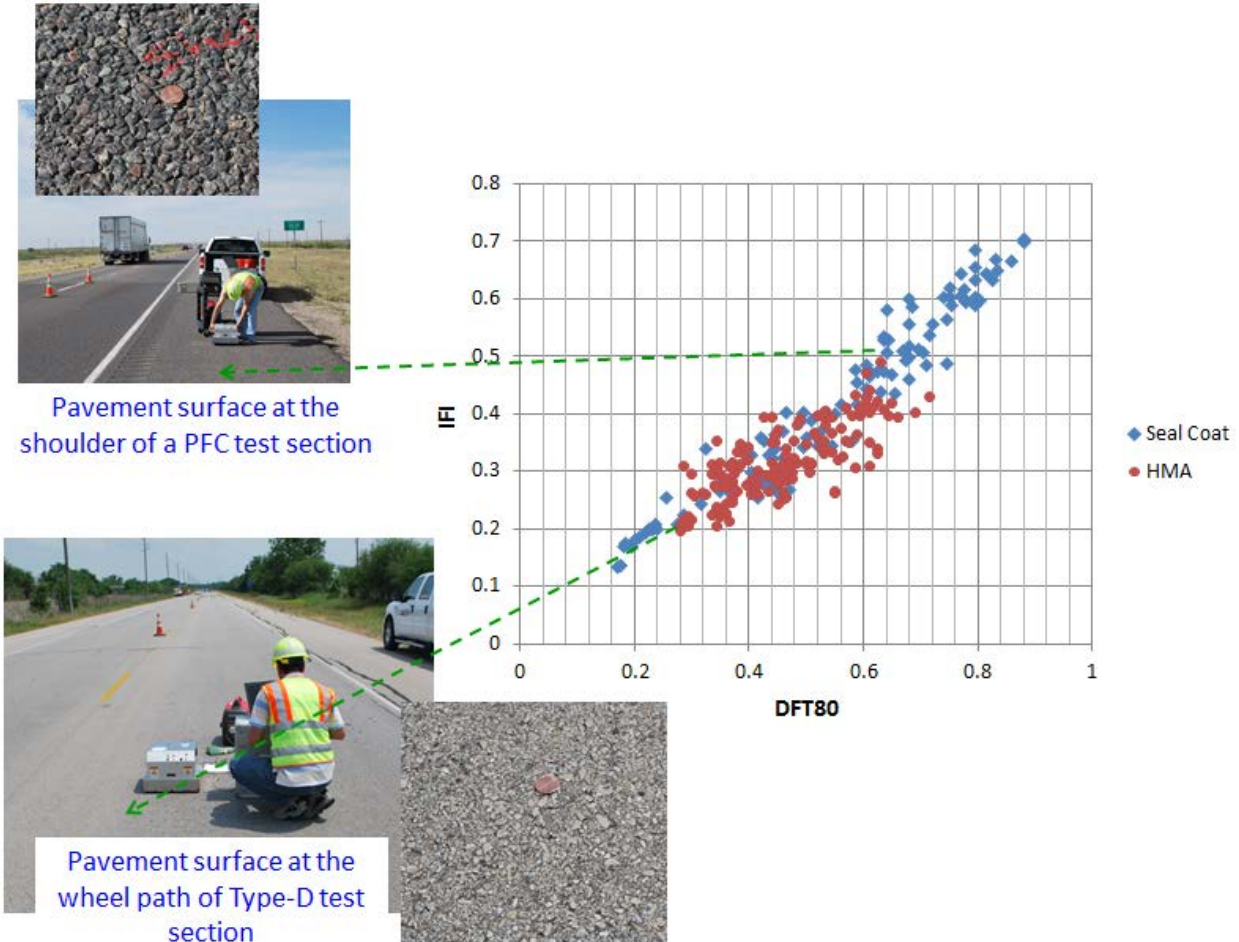 Pavement surface at the
shoulder of a PFC test section
0.8
0.7
0.6
0.5
0.4
0.3
0.2
0.1
0
IFI
0
0.2
0.4
0.6
0.8
1
DFT80
Seal Coat
HMA
Pavement surface at the
wheel path of Type-D test
section